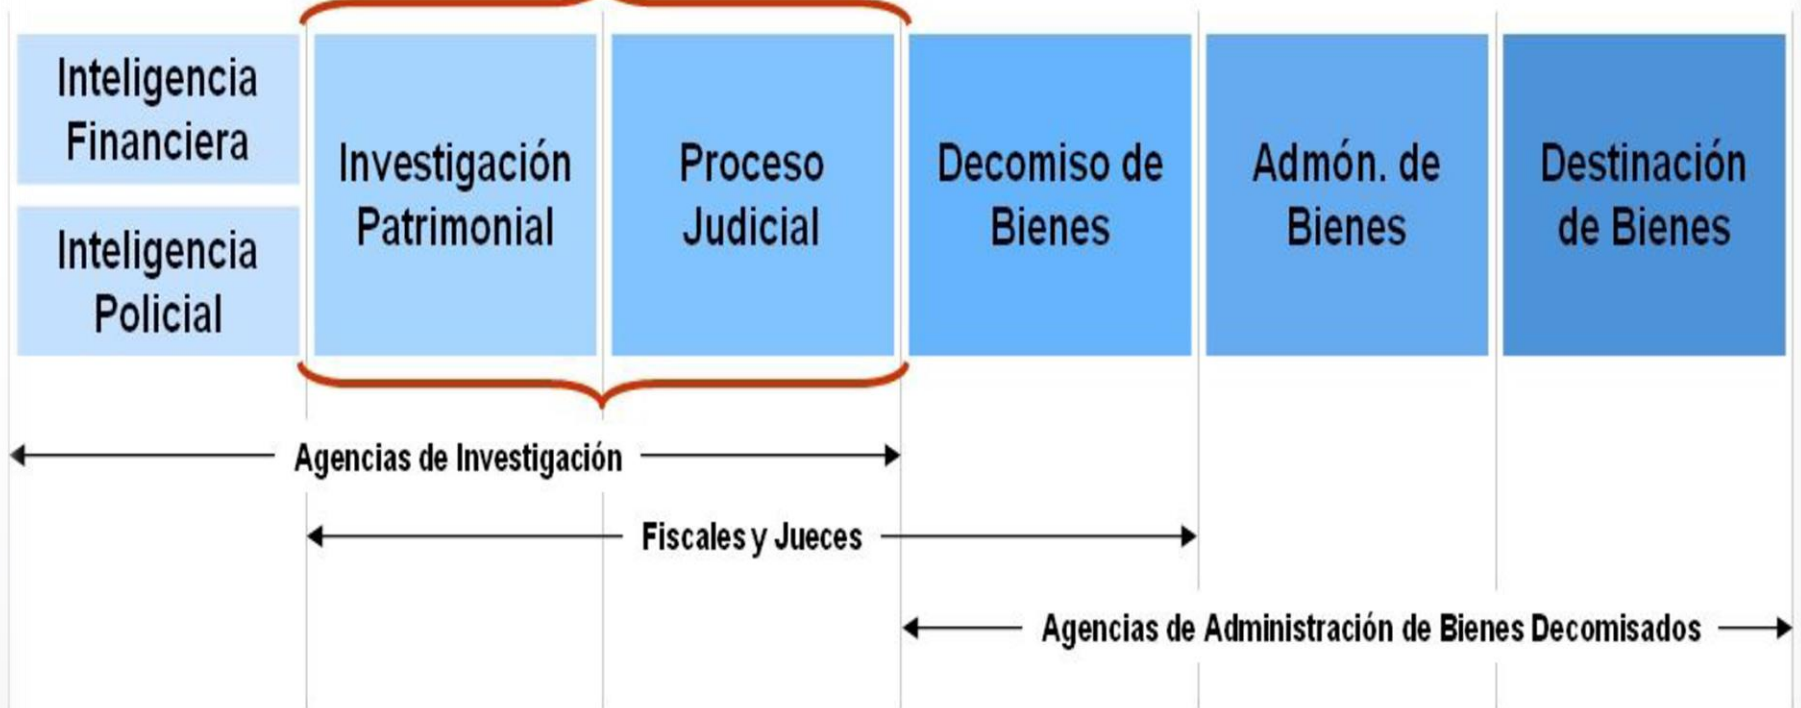 Inteligencia
Financiera
Inteligencia
Policial
Investigación
Patrimonial
Proceso
Judicial
Decomiso de
Bienes
Admón. de
Bienes
Destinación
de Bienes
Agencias de Investigación
Fiscales y Jueces
Agencias de Administración de Bienes Decomisados